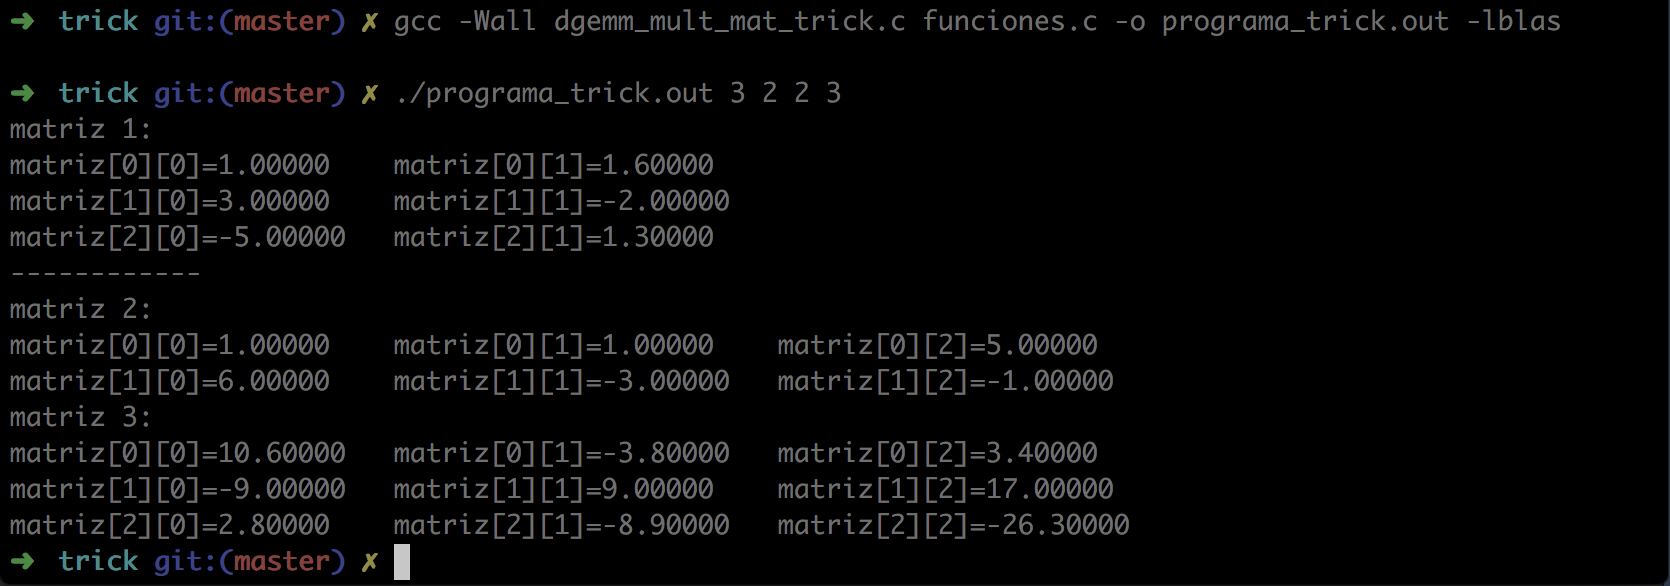 ➜ trick git:(master) ✗ gcc -Wall dgemm_mult_mat_trick.c funciones.c -o programa_trick.out -lblas
➜ trick git:(master) ✗ ./programa_trick.out 3 2 2 3
matriz 1:
matriz[0][0]=1.00000 matriz[0][1]=1.60000
matriz[1][0]=3.00000 matriz[1][1]=-2.00000
matriz[2][0]=-5.00000 matriz[2][1]=1.30000
------------
matriz 2:
matriz[0][0]=1.00000 matriz[0][1]=1.00000 matriz[0][2]=5.00000
matriz[1][0]=6.00000 matriz[1][1]=-3.00000 matriz[1][2]=-1.00000
matriz 3:
matriz[0][0]=10.60000 matriz[0][1]=-3.80000 matriz[0][2]=3.40000
matriz[1][0]=-9.00000 matriz[1][1]=9.00000 matriz[1][2]=17.00000
matriz[2][0]=2.80000 matriz[2][1]=-8.90000 matriz[2][2]=-26.30000
➜ trick git:(master) ✗